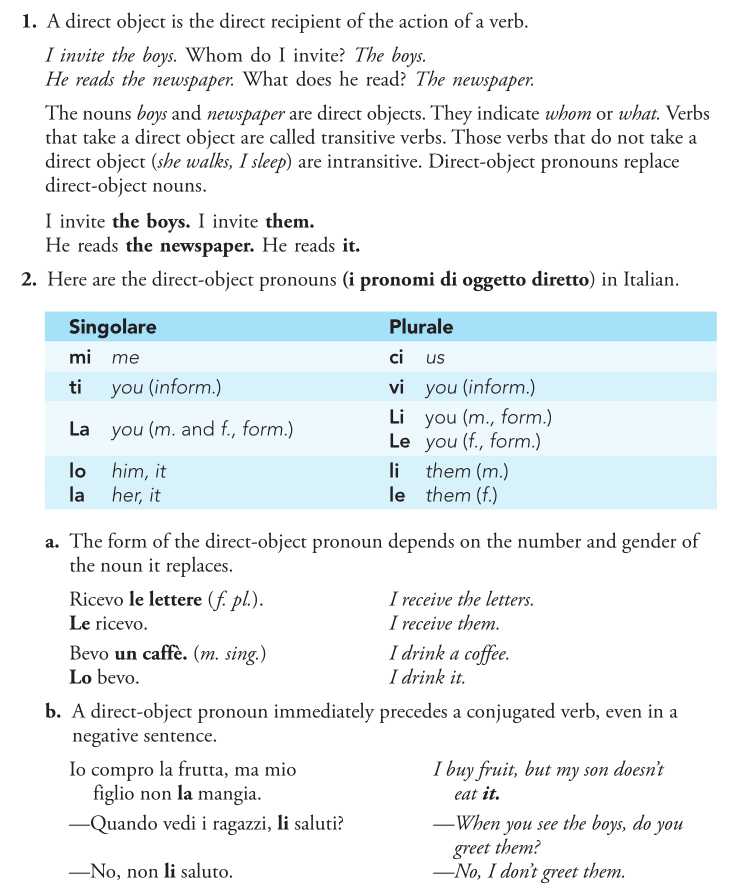 1. A direct object is the direct recipient of the action of a verb.
I invite the boys. Whom do I invite? The boys.
He reads the newspaper. What does he read? The newspaper.
The nouns boys and newspaper are direct objects. They indicate whom or what. Verbs
that take a direct object are called transitive verbs. Those verbs that do not take a
direct object (she walks, I sleep) are intransitive. Direct-object pronouns replace
direct-object nouns.
I invite the boys. I invite them.
He reads the newspaper. He reads it.
2. Here are the direct-object pronouns (i pronomi di oggetto diretto) in Italian.
Singolare Plurale
mi me ci us
ti you (inform.) vi you (inform.)
La you (m. and f., form.) Li you (m., form.)
Le you (f., form.)
lo him, it li them (m.)
la her, it le them (f.)
a. The form of the direct-object pronoun depends on the number and gender of
the noun it replaces.
Ricevo le lettere (f. pl.). I receive the letters.
Le ricevo. I receive them.
Bevo un caffè. (m. sing.) I drink a coffee.
Lo bevo. I drink it.
b. A direct-object pronoun immediately precedes a conjugated verb, even in a
negative sentence.
Io compro la frutta, ma mio I buy fruit, but my son doesn't
figlio non la mangia. eat it.
—Quando vedi i ragazzi, li saluti? —When you see the boys, do you
greet them?
—No, non li saluto. —No, I don't greet them.